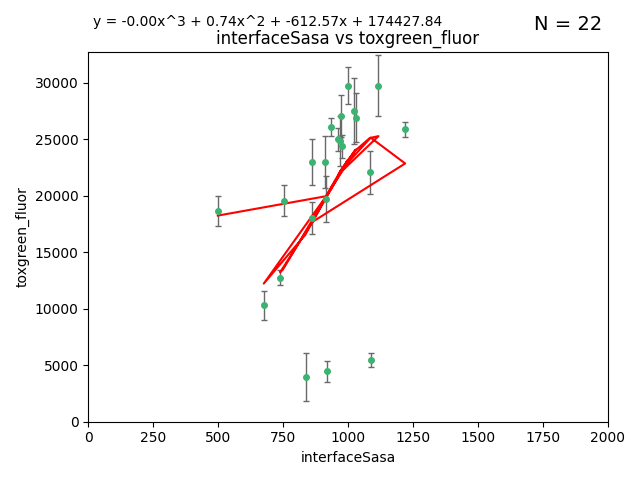 y = -0.00x^3 + 0.74x^2 + -612.57x + 174427.84
N = 22
interfaceSasa vs toxgreen_fluor
30000
25000
20000
15000
10000
5000
0
toxgreen_fluor
0 250 500 750 1000 1250 1500 1750 2000
interfaceSasa